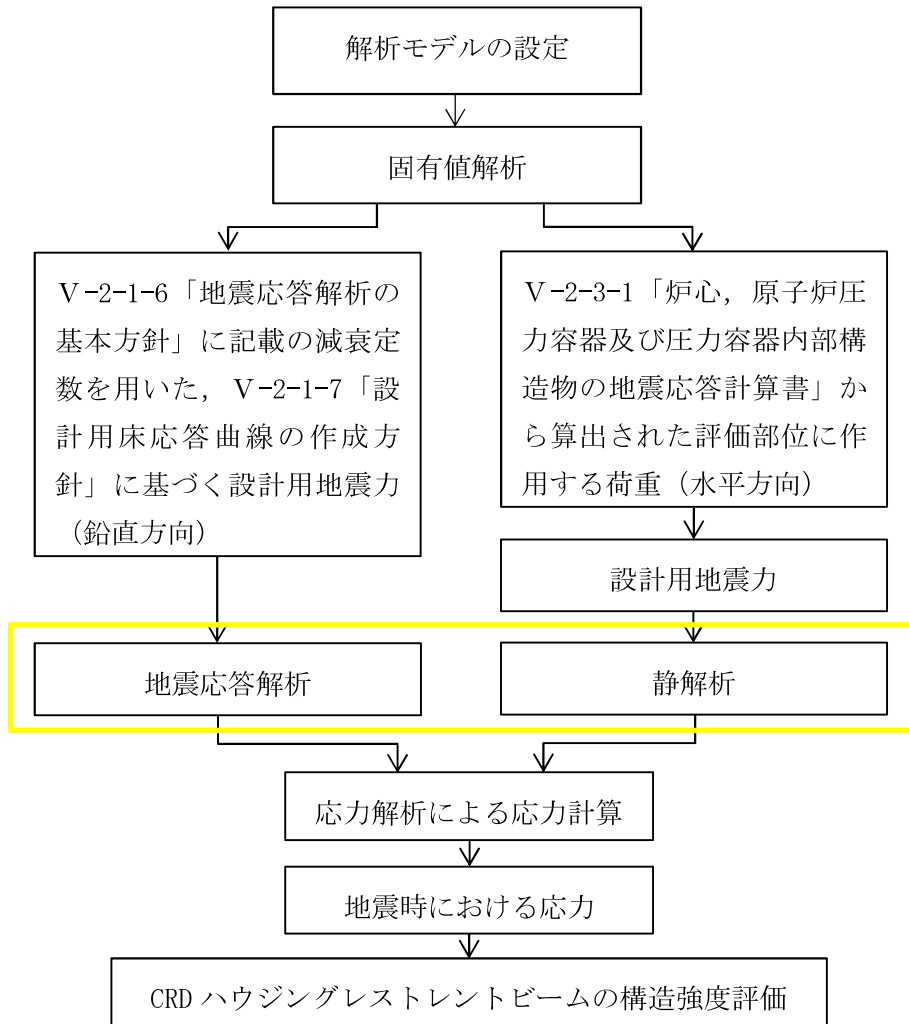 解析モデルの設定
固有値解析
Ⅴ-2-1-6「地震応答解析の
基本方針」に記載の減衰定
数を用いた，Ⅴ-2-1-7「設
計用床応答曲線の作成方
針」に基づく設計用地震力
（鉛直方向）
Ⅴ-2-3-1「炉心，原子炉圧
力容器及び圧力容器内部構
造物の地震応答計算書」か
ら算出された評価部位に作
用する荷重（水平方向）
設計用地震力
地震応答解析
静解析
応力解析による応力計算
地震時における応力
CRD ハウジングレストレントビームの構造強度評価